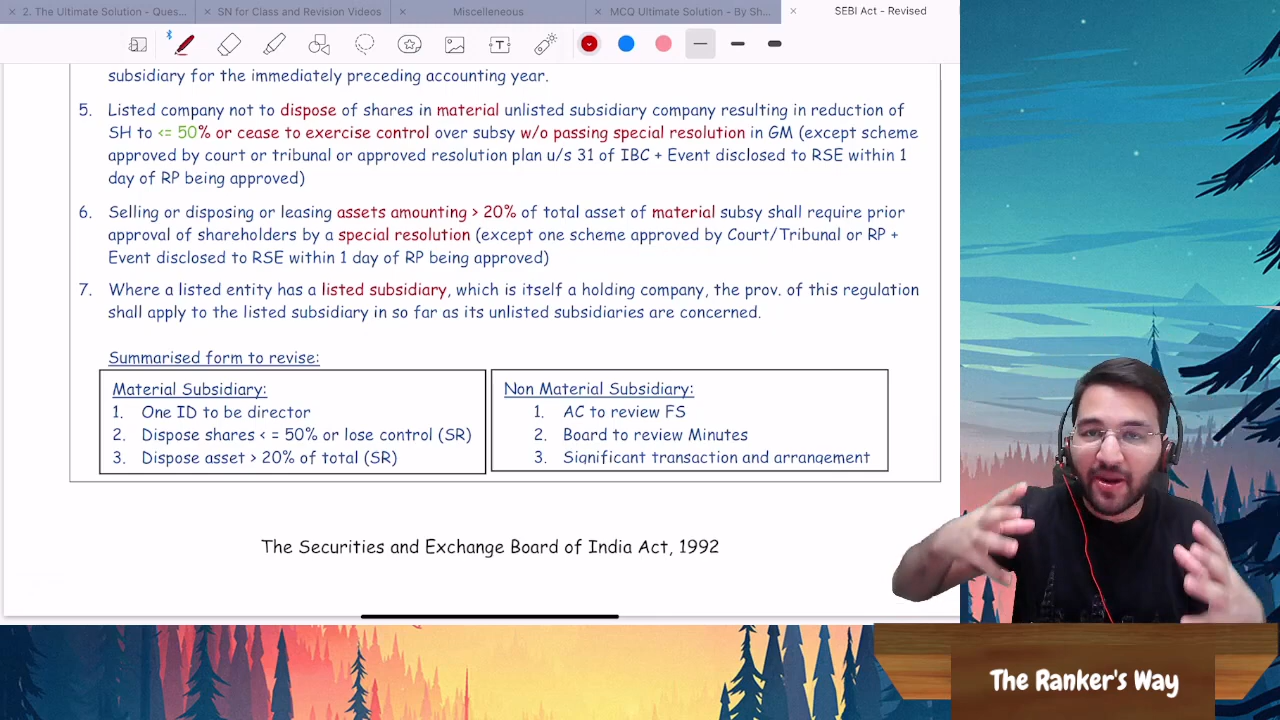 2. The Ultimate Solution - Ques...
SN for Class and Revision Videos
Miscellaneous
MCQ Ultimate Solution - By Sh...
SEBI Act - Revised
subsidiary for the immediately preceding accounting year.
5. Listed company not to dispose of shares in material unlisted subsidiary company resulting in reduction of
SH to <= 50% or cease to exercise control over subsy w/o passing special resolution in GM (except scheme
approved by court or tribunal or approved resolution plan u/s 31 of IBC + Event disclosed to RSE within 1
day of RP being approved)
6. Selling or disposing or leasing assets amounting > 20% of total asset of material subsy shall require prior
approval of shareholders by a special resolution (except one scheme approved by Court/Tribunal or RP +
Event disclosed to RSE within 1 day of RP being approved)
7. Where a listed entity has a listed subsidiary, which is itself a holding company, the prov. of this regulation
shall apply to the listed subsidiary in so far as its unlisted subsidiaries are concerned.
Summarised form to revise:
Material Subsidiary:
1. One ID to be director
2. Dispose shares < = 50% or lose control (SR)
3. Dispose asset > 20% of total (SR)
Non Material Subsidiary:
1. AC to review FS
2. Board to review Minutes
3. Significant transaction and arrangement
The Securities and Exchange Board of India Act, 1992
The Ranker's Way